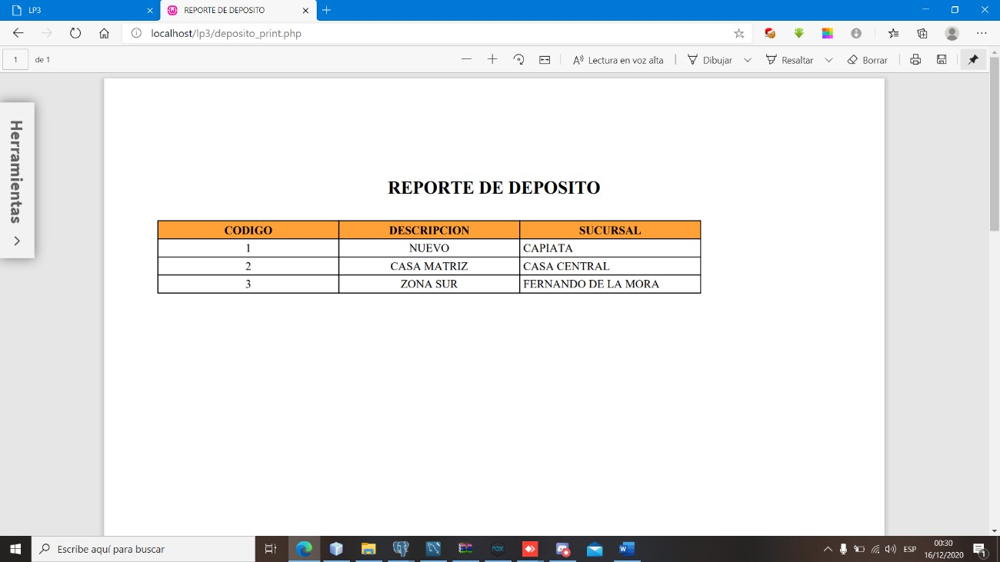 LP3
REPORTE DE DEPOSITO
localhost/lp3/deposito_print.php
1 de 1
Lectura en voz alta
Dibujar
Resaltar
Borrar
Herramientas
REPORTE DE DEPOSITO
CODIGO DESCRIPCION SUCURSAL
1 NUEVO CAPIATA
2 CASA MATRIZ CASA CENTRAL
3 ZONA SUR FERNANDO DE LA MORA
Escribe aquí para buscar
nox
ESP
00:30
16/12/2020
1